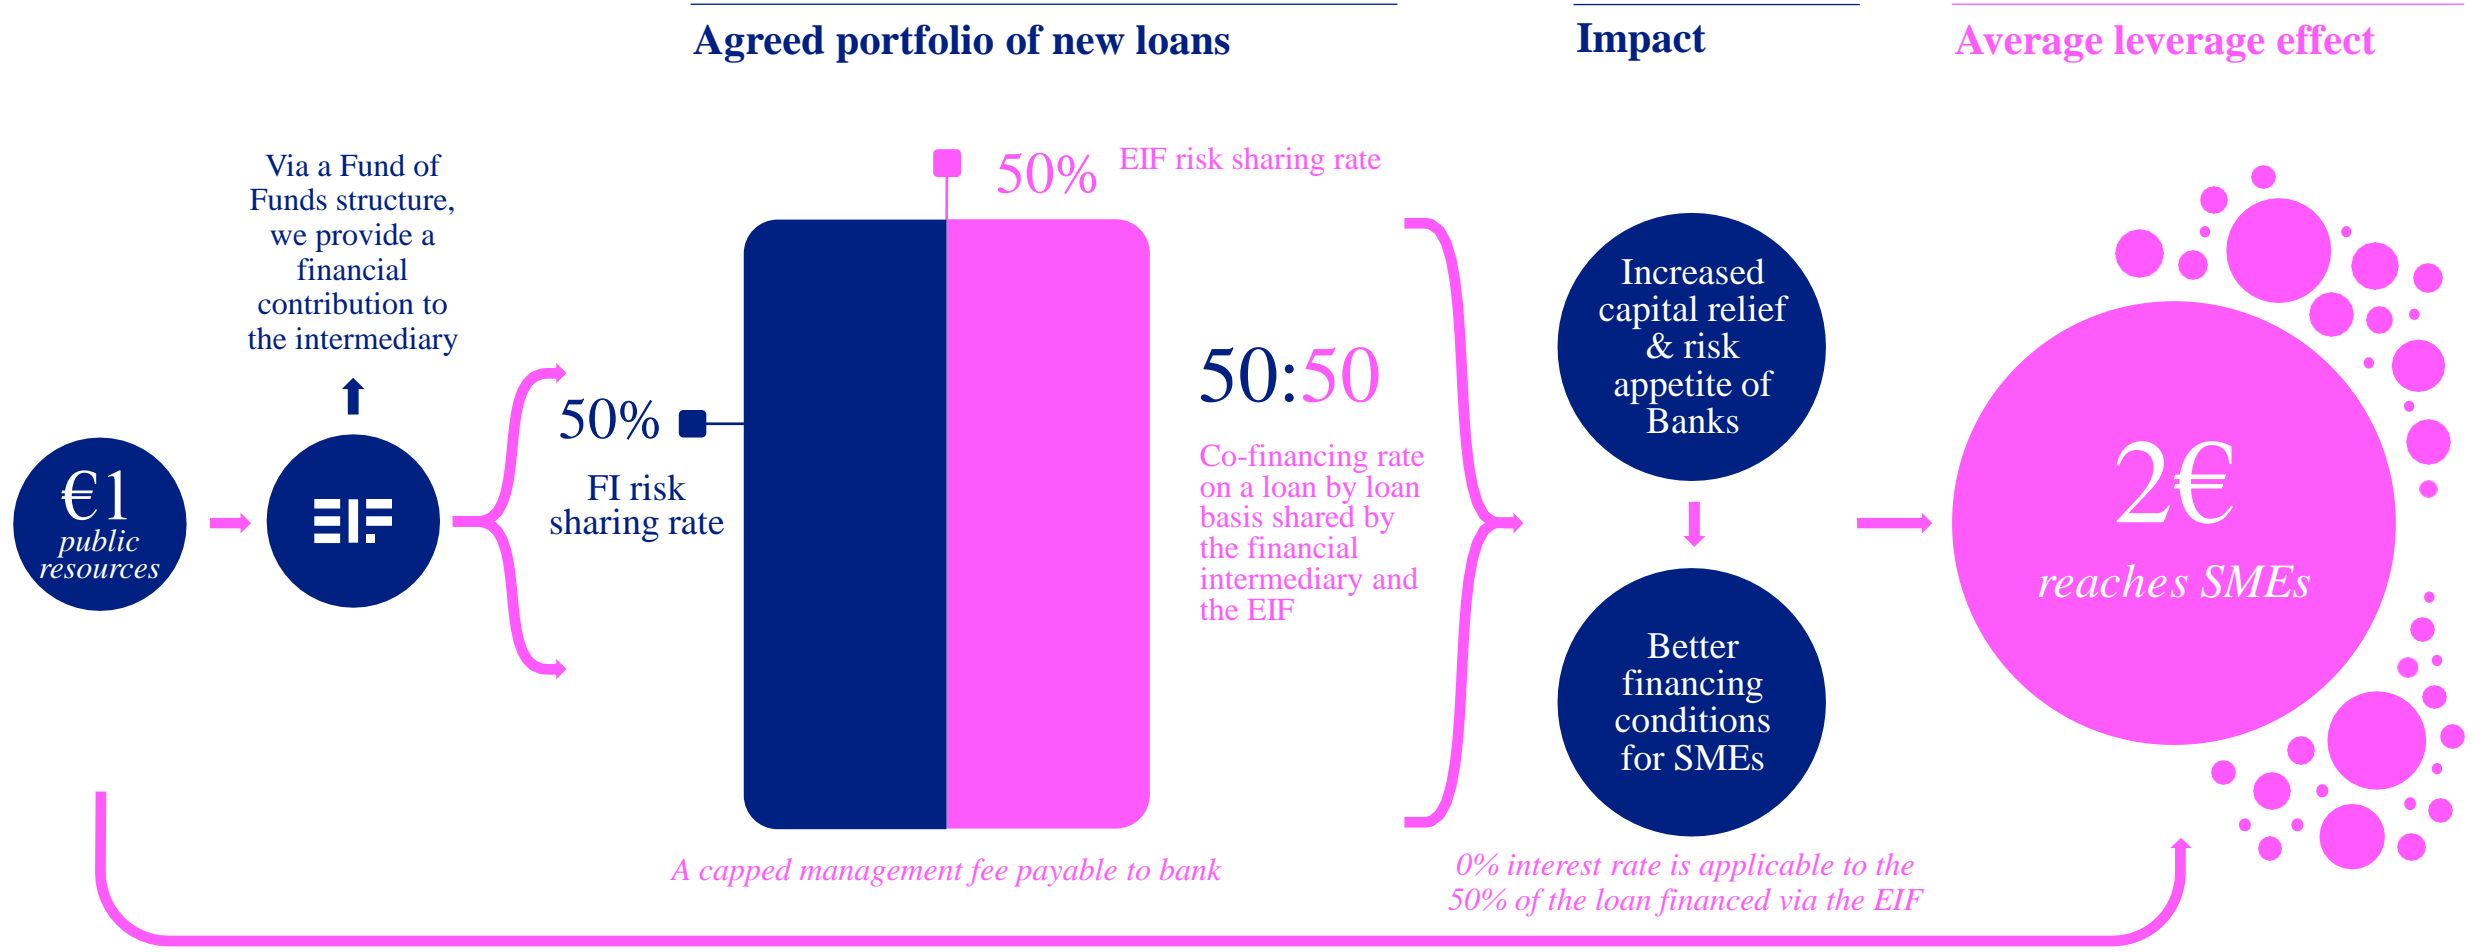 Agreed portfolio of new loans
Impact
Average leverage effect
Via a Fund of
Funds structure,
we provide a
financial
contribution to
the intermediary
€1
public
resources
EIF
50%
FI risk
sharing rate
50%
EIF risk sharing rate
50:50
Co-financing rate
on a loan by loan
basis shared by
the financial
intermediary and
the EIF
A capped management fee payable to bank
Increased
capital relief
& risk
appetite of
Banks
Better
financing
conditions
for SMEs
0% interest rate is applicable to the
50% of the loan financed via the EIF
2€
reaches SMEs